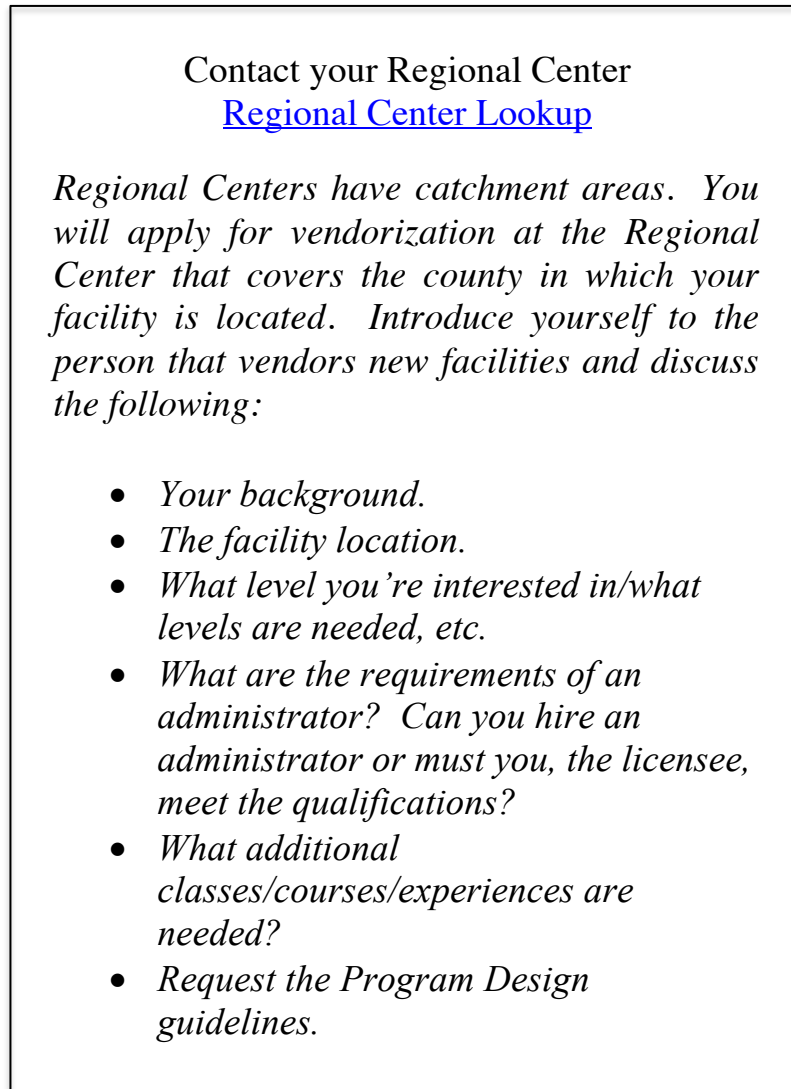 Contact your Regional Center
Regional Center Lookup
Regional Centers have catchment areas.  You
will apply for vendorization at the Regional
Center that covers the county in which your
facility is located.  Introduce yourself to the
person that vendors new facilities and discuss
the following:
• Your background.
• The facility location.
• What level you’re interested in/what
levels are needed, etc.
• What are the requirements of an
administrator?  Can you hire an
administrator or must you, the licensee,
meet the qualifications?
• What additional
classes/courses/experiences are
needed?
• Request the Program Design
guidelines.